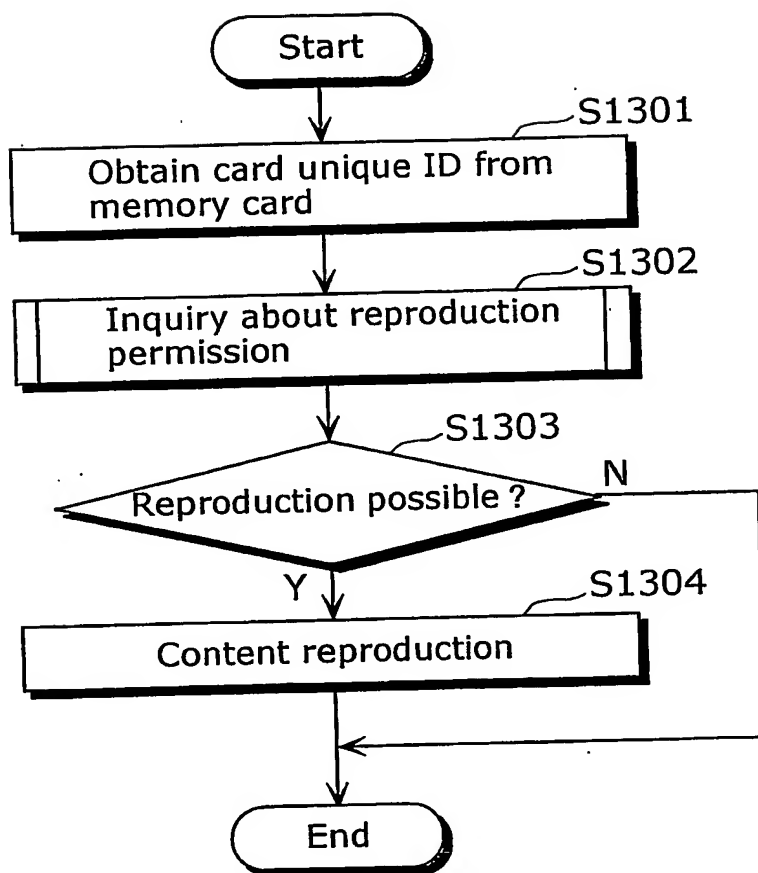 Start
S1301
Obtain card unique ID from
memory card
S1302
Inquiry about reproduction
permission
S1303
Reproduction possible ?
N
Y
S1304
Content reproduction
End